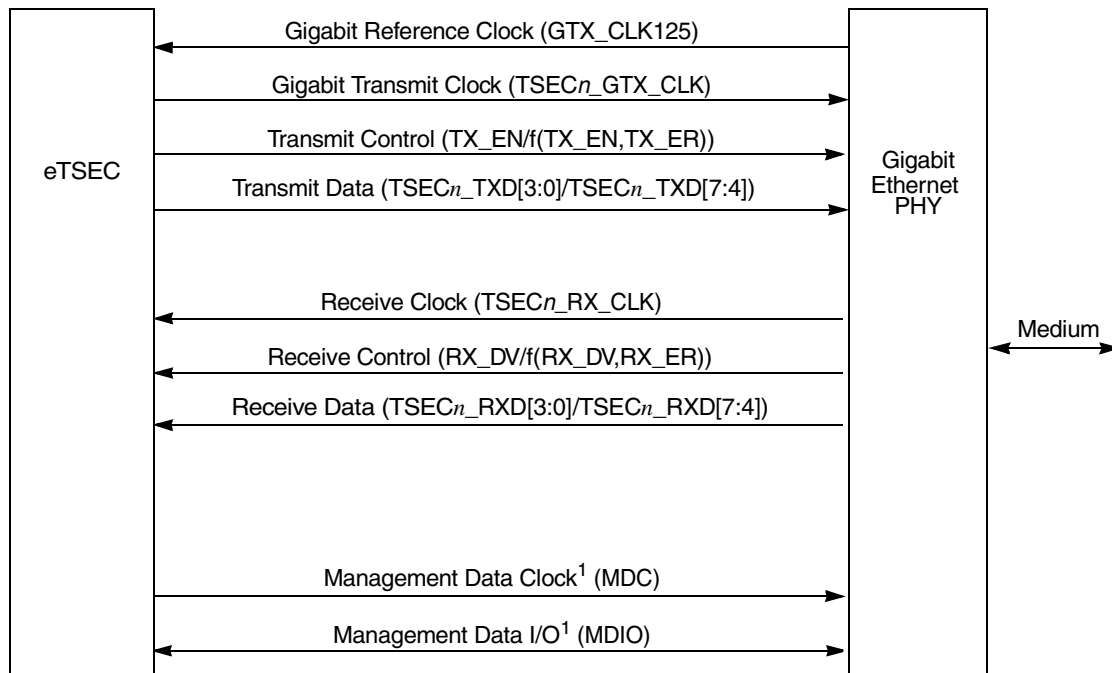 Gigabit Reference Clock (GTX_CLK125)
Gigabit Transmit Clock (TSECn_GTX_CLK)
Transmit Control (TX_EN/f(TX_EN,TX_ER))
eTSEC
Gigabit
Ethernet
PHY
Transmit Data (TSECn_TXD[3:0]/TSECn_TXD[7:4])
Receive Clock (TSECn_RX_CLK)
Medium
Receive Control (RX_DV/f(RX_DV,RX_ER))
Receive Data (TSECn_RXD[3:0]/TSECn_RXD[7:4])
Management Data Clock¹ (MDC)
Management Data I/O¹ (MDIO)